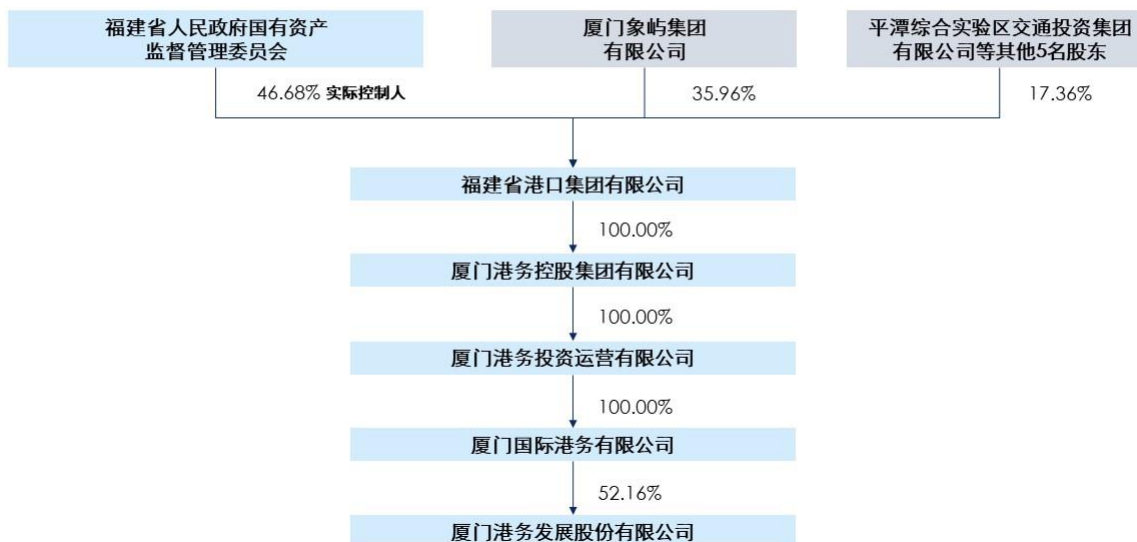 福建省人民政府国有资产
监督管理委员会
厦门象屿集团
有限公司
平潭综合实验区交通投资集团
有限公司等其他5名股东
46.68% 实际控制人
35.96%
17.36%
福建省港口集团有限公司
100.00%
厦门港务控股集团有限公司
100.00%
厦门港务投资运营有限公司
100.00%
厦门国际港务有限公司
52.16%
厦门港务发展股份有限公司